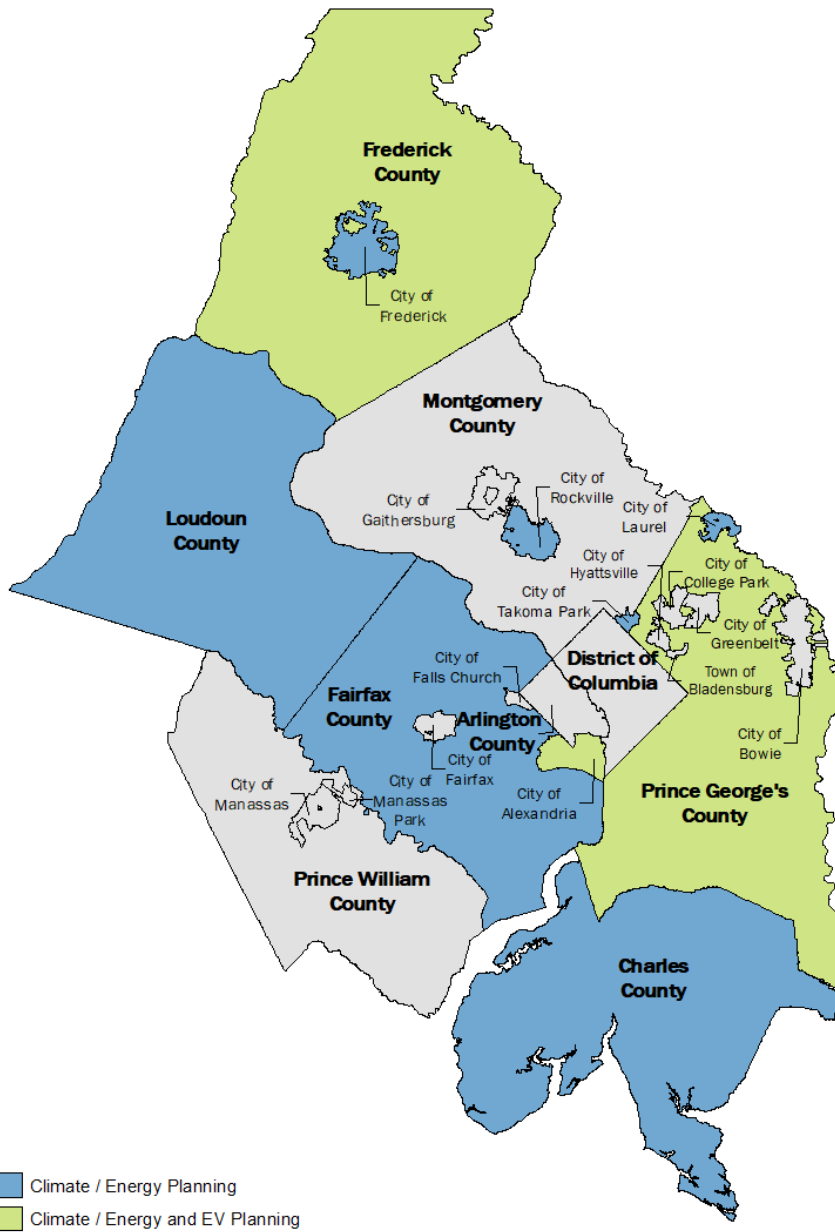 Frederick
County
City of
Frederick
Montgomery
County
City of
Rockville
City of
Gaithersburg
City of
Laurel
Loudoun
County
City of
Hyattsville
City of
College Park
City of
Takoma Park
City of
Greenbelt
City of
Falls Church
District of
Columbia
Town of
Bladensburg
Fairfax
County
Arlington
County
City of
Bowie
City of
Fairfax
City of
Manassas
City of
Manassas
Park
City of
Alexandria
Prince George's
County
Prince William
County
Charles
County
Climate / Energy Planning
Climate / Energy and EV Planning